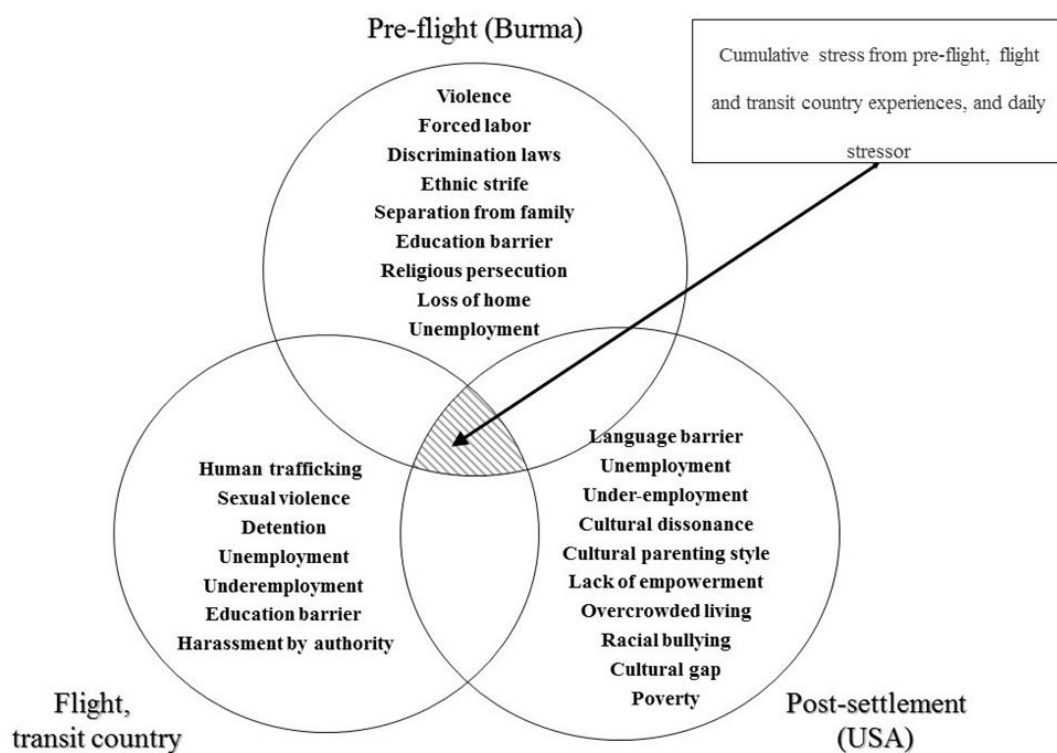 Pre-flight (Burma)
Cumulative stress from pre-flight, flight
and transit country experiences, and daily
stressor
Violence
Forced labor
Discrimination laws
Ethnic strife
Separation from family
Education barrier
Religious persecution
Loss of home
Unemployment
Human trafficking
Sexual violence
Detention
Unemployment
Underemployment
Education barrier
Harassment by authority
Language barrier
Unemployment
Under-employment
Cultural dissonance
Cultural parenting style
Lack of empowerment
Overcrowded living
Racial bullying
Cultural gap
Poverty
Flight,
transit country
Post-settlement
(USA)